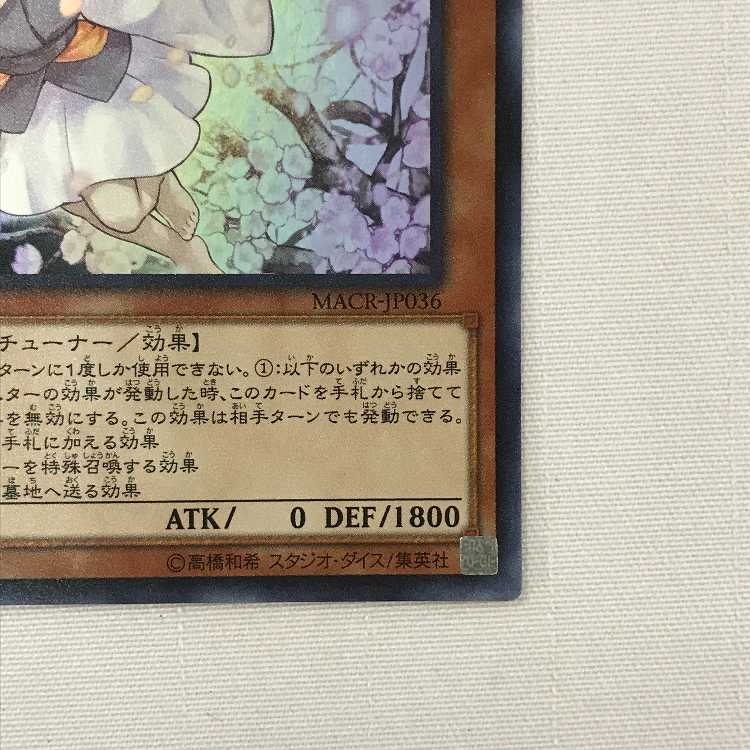 MACR-JP036
チューナー／効果】
ターンに1度しか使用できない。①:以下のいずれかの効果
スターの効果が発動した時、このカードを手札から捨てて
を無効にする。この効果は相手ターンでも発動できる。
手札に加える効果
ーを特殊召喚する効果
墓地へ送る効果
ATK/ 0 DEF/1800
©高橋和希 スタジオ・ダイス/集英社